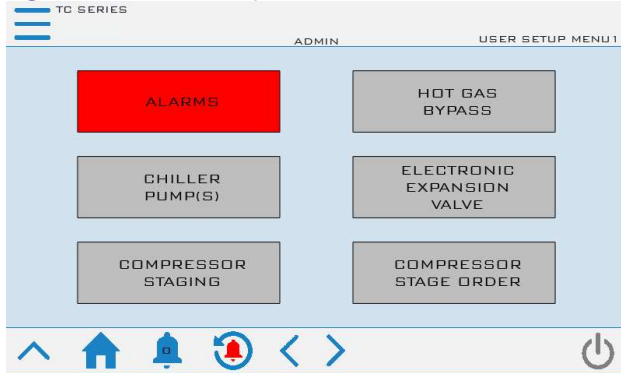 TC SERIES
ADMIN
USER SETUP MENU1
ALARMS
HOT GAS
BYPASS
CHILLER
PUMP(S)
ELECTRONIC
EXPANSION
VALVE
COMPRESSOR
STAGING
COMPRESSOR
STAGE ORDER
0